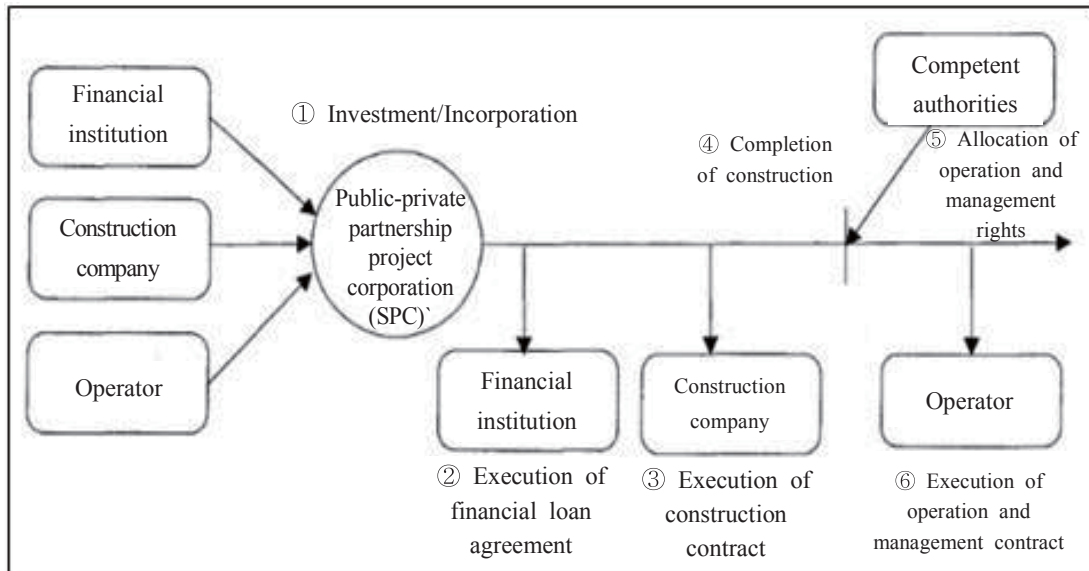 Financial
institution
Construction
company
Operator
① Investment/Incorporation
Public-private
partnership
project
corporation
(SPC)`
Financial
institution
② Execution of
financial loan
agreement
Construction
company
③ Execution of
construction
contract
④ Completion
of construction
Competent
authorities
⑤ Allocation of
operation and
management
rights
Operator
⑥ Execution of
operation and
management contract